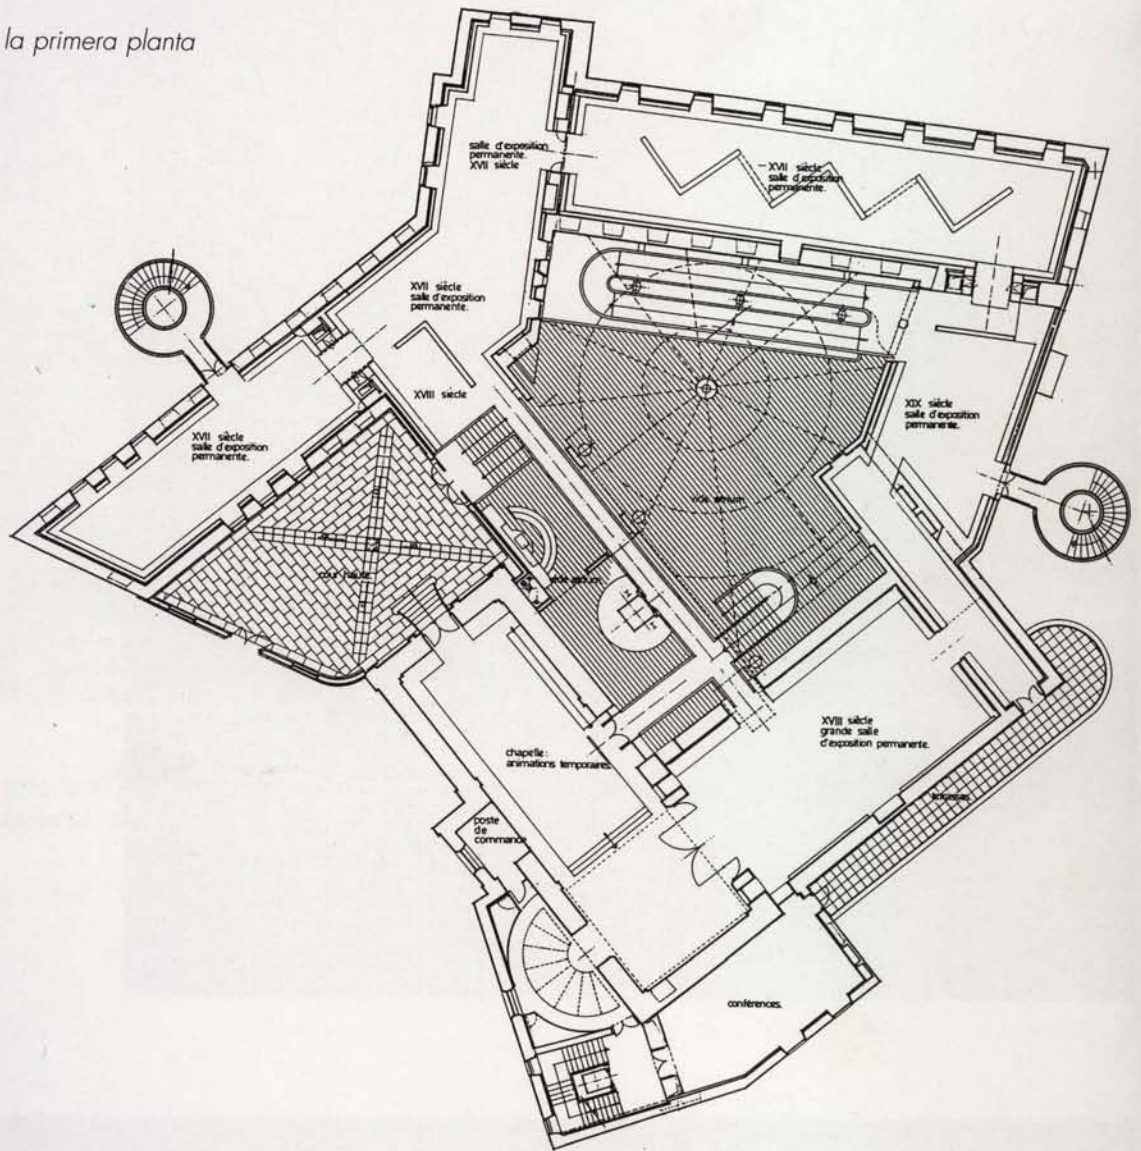 la primera planta
salle d'exposition
permanente.
XVII siècle
XVII siècle
salle d'exposition
permanente.
XVII siècle
salle d'exposition
permanente.
XVIII siècle
XIX siècle
salle d'exposition
permanente.
XVII siècle
salle d'exposition
permanente.
vide atrium
cour haute
vide atrium
XVIII siècle
grande salle
d'exposition permanente.
chapelle:
animations temporaires.
poste
de
commande
conférences.